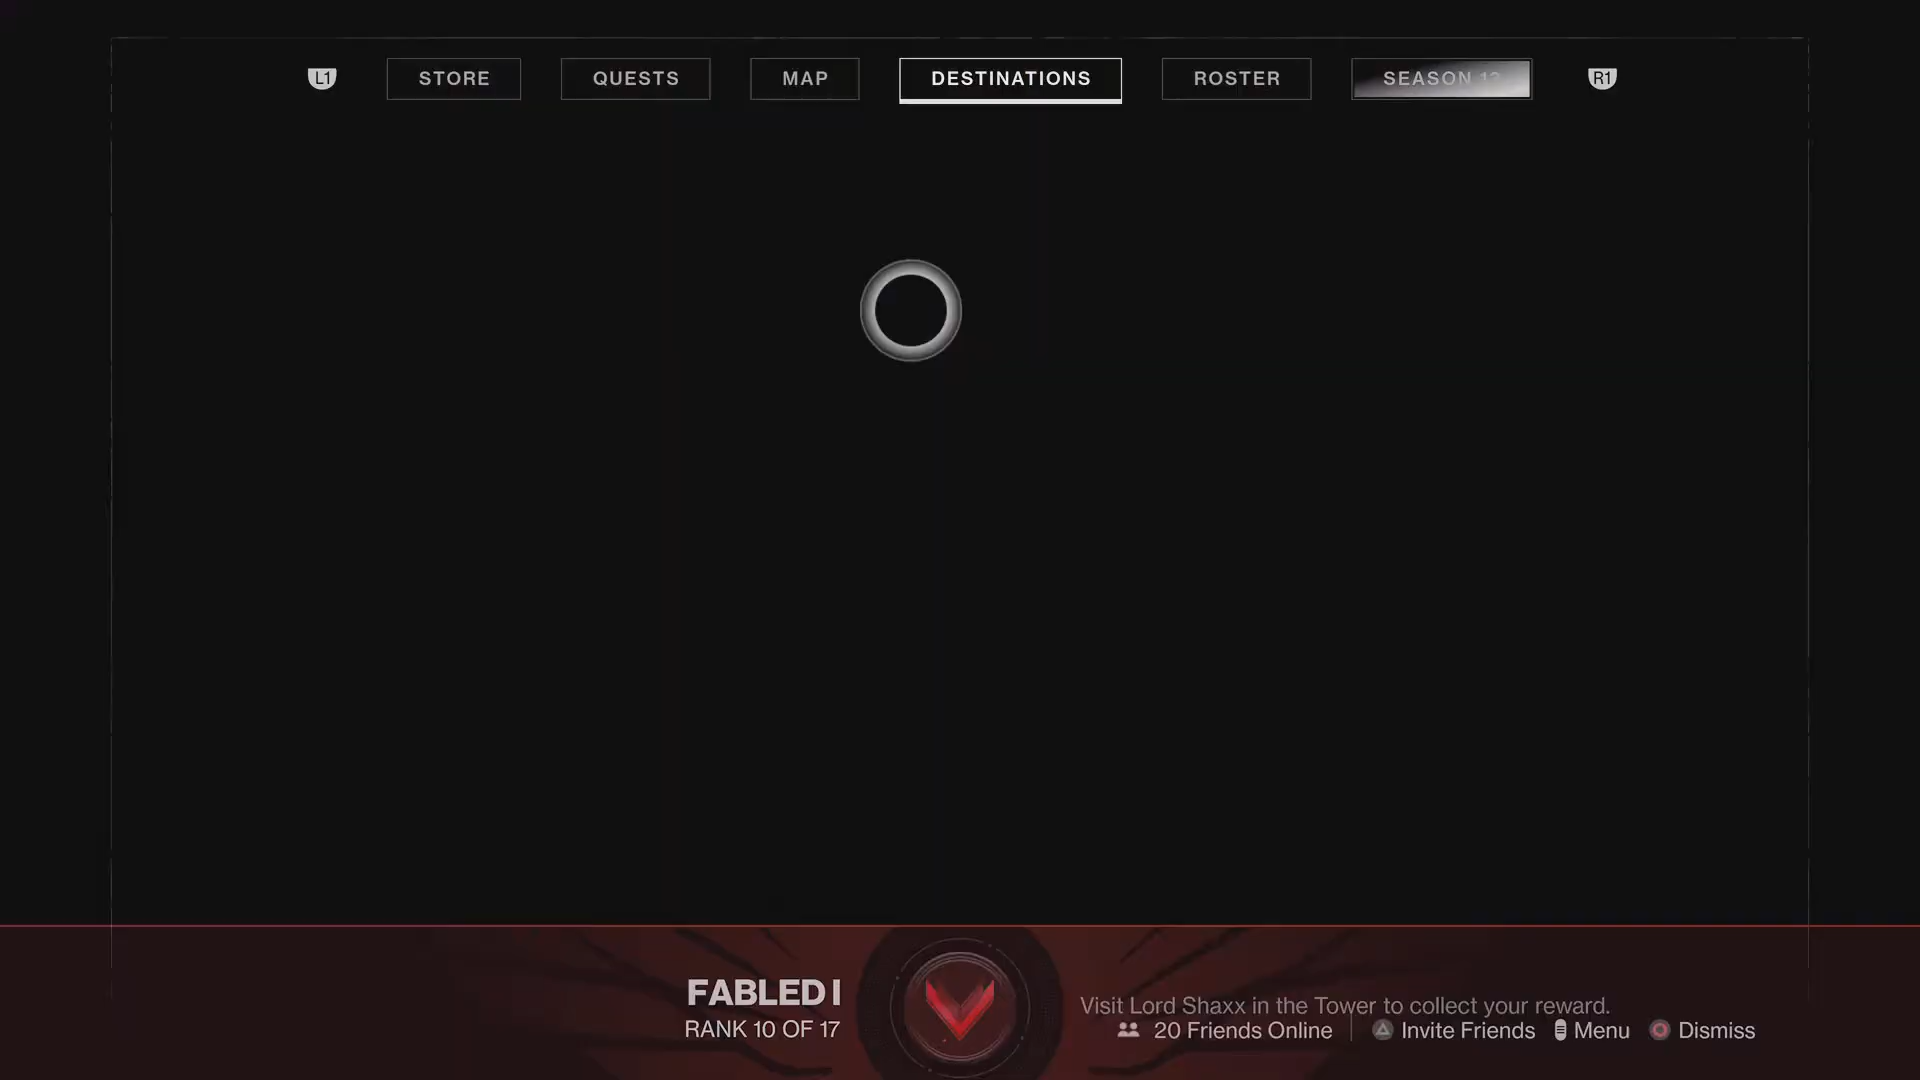 L1 STORE QUESTS MAP DESTINATIONS ROSTER SEASON R1
FABLED I
RANK 10 OF 17
Visit Lord Shaxx in the Tower to collect your reward.
20 Friends Online Invite Friends Menu Dismiss